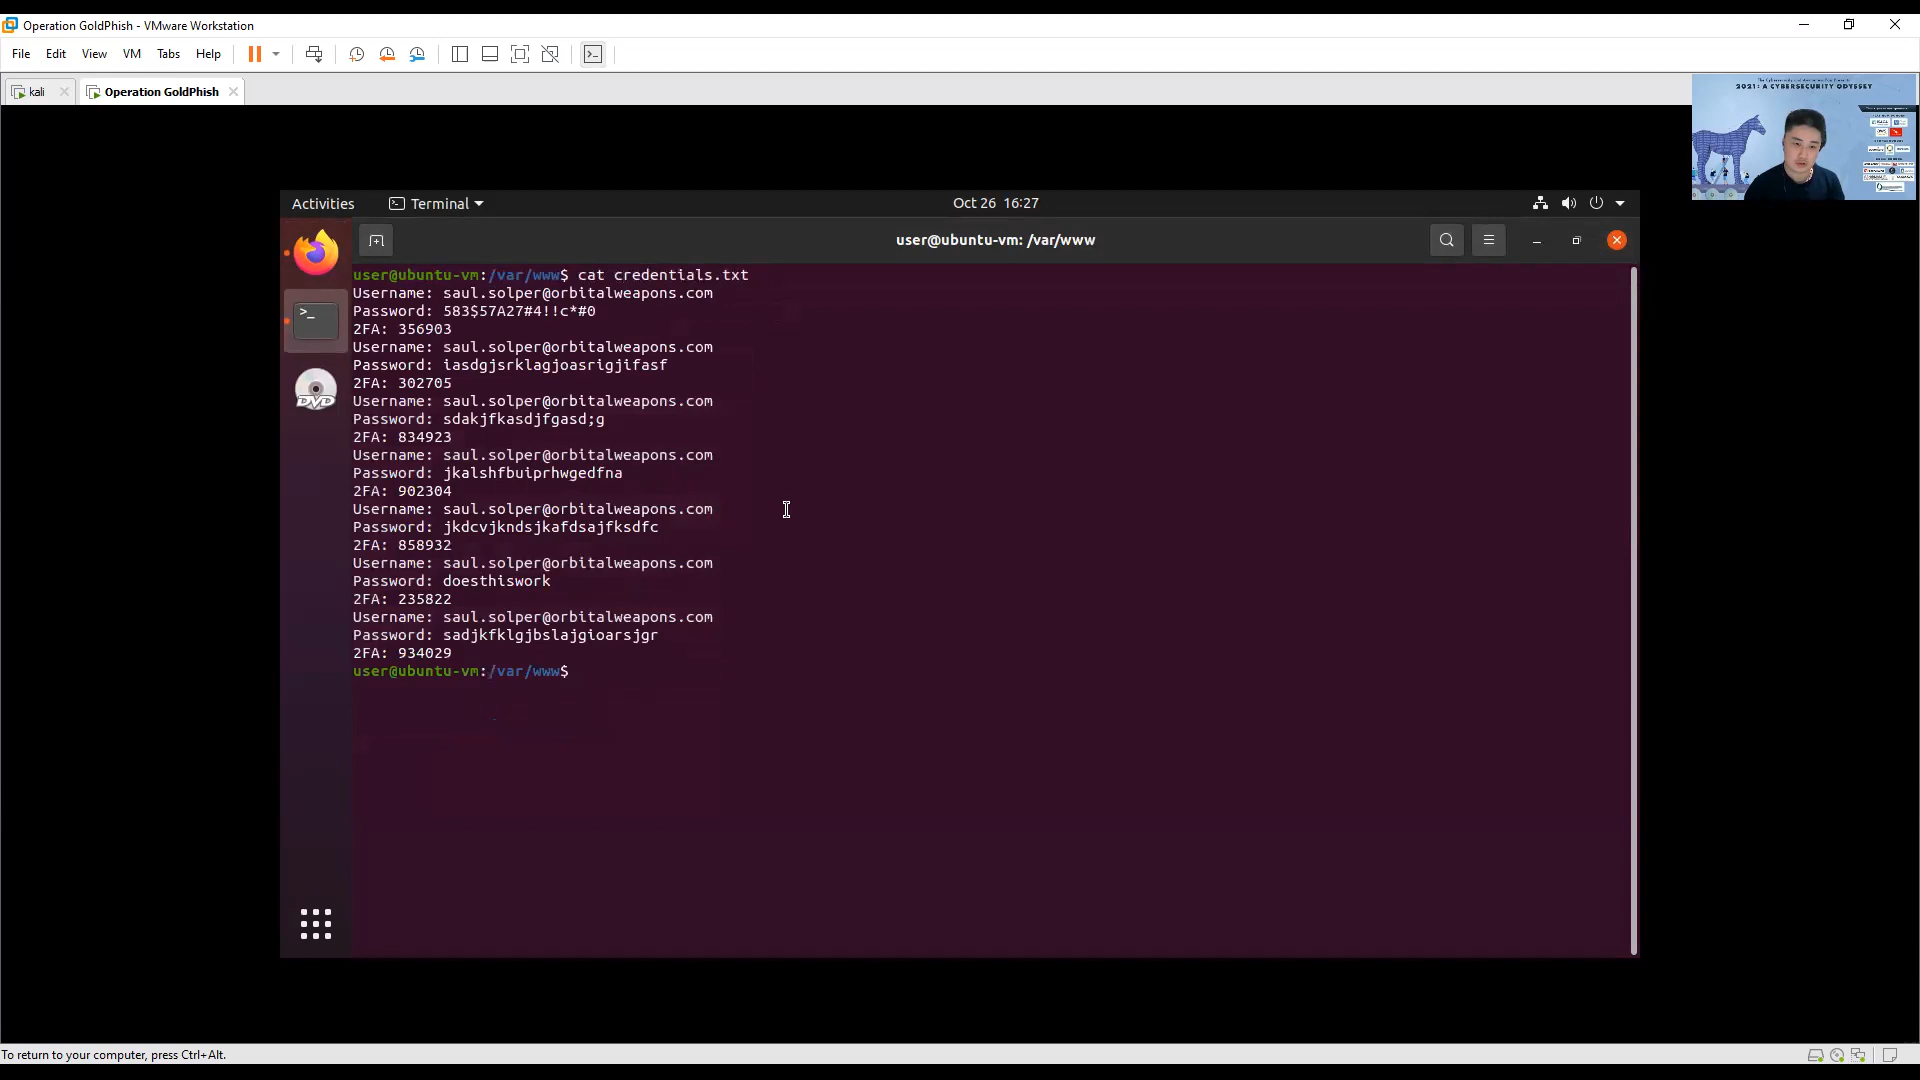 Operation GoldPhish - VMware Workstation
File Edit View VM Tabs Help
kali
Operation GoldPhish
2021: A CYBERSECURITY ODYSSEY
Activities Terminal Oct 26 16:27
user@ubuntu-vm: /var/www
user@ubuntu-vm:/var/www$ cat credentials.txt
Username: saul.solper@orbitalweapons.com
Password: 583$57A27#4!!c*#0
2FA: 356903
Username: saul.solper@orbitalweapons.com
Password: iasdgjsrklagjoasrigjifasf
2FA: 302705
Username: saul.solper@orbitalweapons.com
Password: sdakjfkasdjfgasd;g
2FA: 834923
Username: saul.solper@orbitalweapons.com
Password: jkalshfbuiprhwgedfna
2FA: 902304
Username: saul.solper@orbitalweapons.com
Password: jkdcvjkndsjkafdsajfksdfc
2FA: 858932
Username: saul.solper@orbitalweapons.com
Password: doesthiswork
2FA: 235822
Username: saul.solper@orbitalweapons.com
Password: sadjkfklgjbslajgioarsjgr
2FA: 934029
user@ubuntu-vm:/var/www$
DVD
To return to your computer, press Ctrl+Alt.